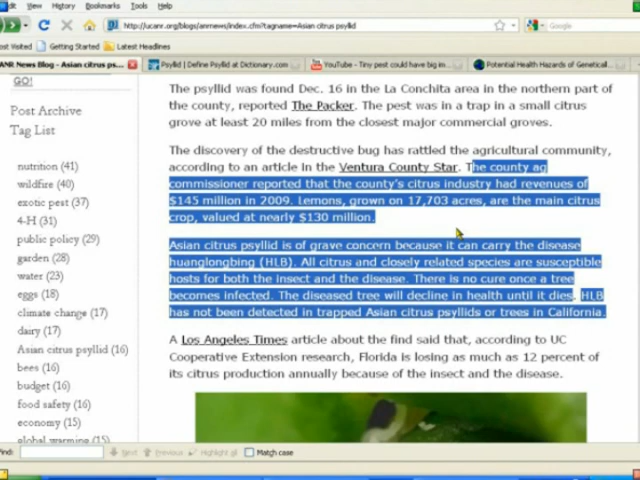 dit View History Bookmarks Tools Help
http://ucanr.org/blogs/anrnews/index.cfm?tagname=Asian citrus psyllid
Google
ost Visited Getting Started Latest Headlines
ANR News Blog - Asian citrus ps... Psyllid | Define Psyllid at Dictionary.com YouTube - Tiny pest could have big im... Potential Health Hazards of Geneticall...
GO!
Post Archive
Tag List
nutrition (41)
wildfire (40)
exotic pest (37)
4-H (31)
public policy (29)
garden (28)
water (23)
eggs (18)
climate change (17)
dairy (17)
Asian citrus psyllid (16)
bees (16)
budget (16)
food safety (16)
economy (15)
global warming (15)
The psyllid was found Dec. 16 in the La Conchita area in the northern part of
the county, reported The Packer. The pest was in a trap in a small citrus
grove at least 20 miles from the closest major commercial groves.
The discovery of the destructive bug has rattled the agricultural community,
according to an article in the Ventura County Star. The county ag
commissioner reported that the county's citrus industry had revenues of
$145 million in 2009. Lemons, grown on 17,703 acres, are the main citrus
crop, valued at nearly $130 million.
Asian citrus psyllid is of grave concern because it can carry the disease
huanglongbing (HLB). All citrus and closely related species are susceptible
hosts for both the insect and the disease. There is no cure once a tree
becomes infected. The diseased tree will decline in health until it dies. HLB
has not been detected in trapped Asian citrus psyllids or trees in California.
A Los Angeles Times article about the find said that, according to UC
Cooperative Extension research, Florida is losing as much as 12 percent of
its citrus production annually because of the insect and the disease.
Find: Next Previous Highlight all Match case